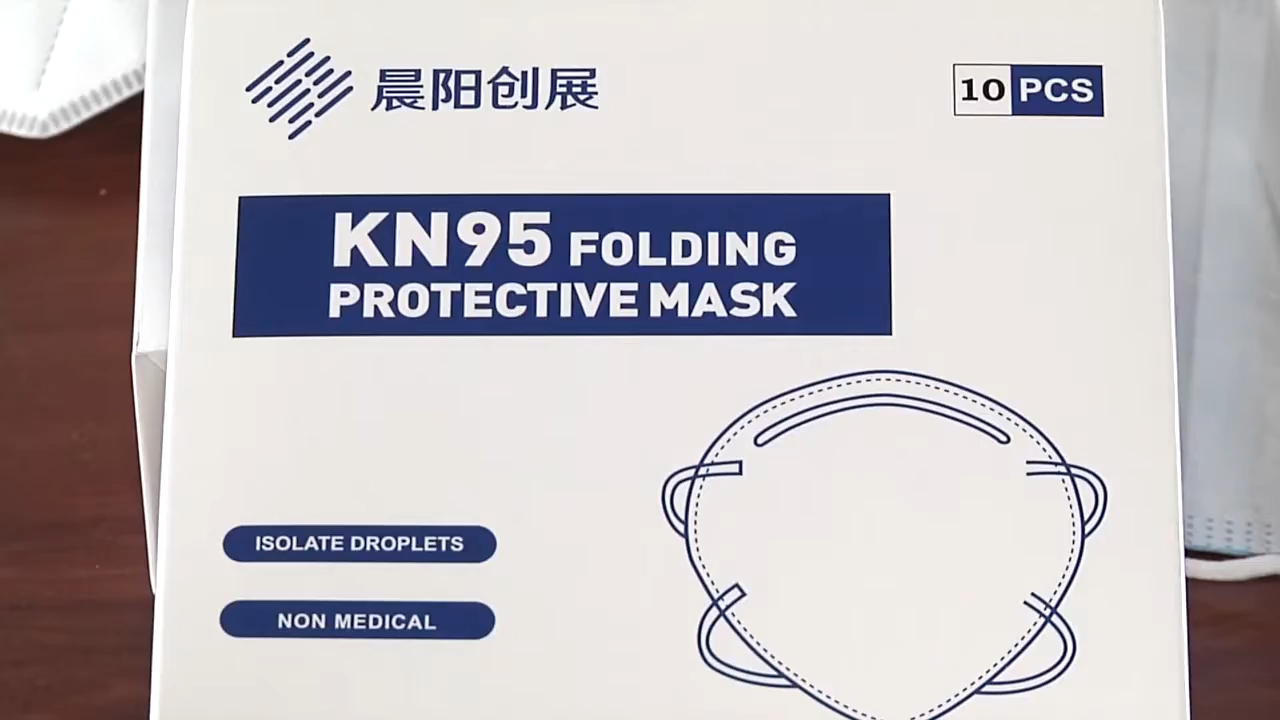 晨阳创展
10 PCS
KN95 FOLDING
PROTECTIVE MASK
ISOLATE DROPLETS
NON MEDICAL